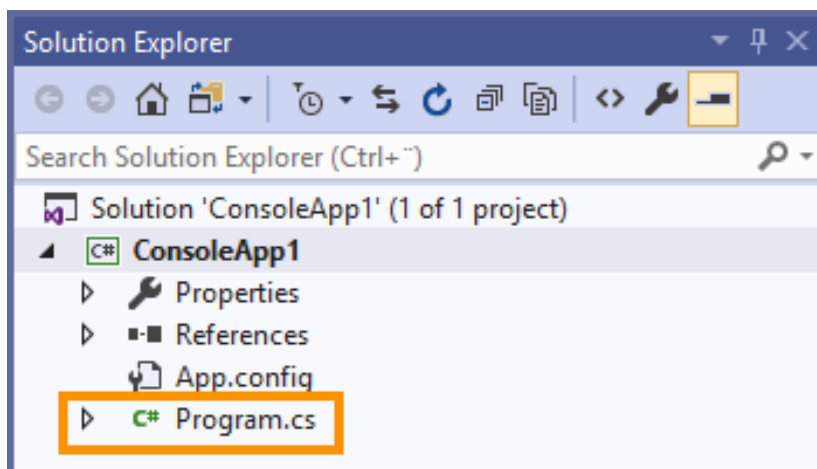 Solution Explorer
Search Solution Explorer (Ctrl+¨)
Solution 'ConsoleApp1' (1 of 1 project)
C# ConsoleApp1
Properties
References
App.config
C# Program.cs